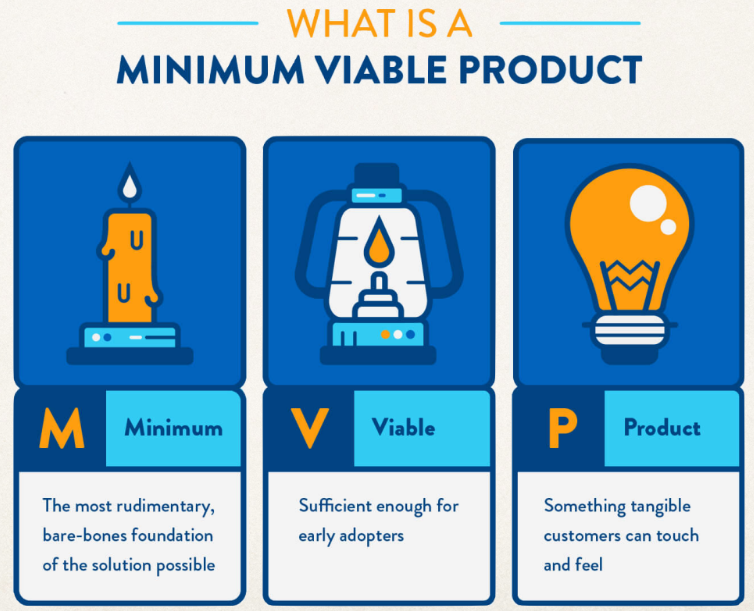 WHAT IS A
MINIMUM VIABLE PRODUCT
M Minimum
The most rudimentary,
bare-bones foundation
of the solution possible
V Viable
Sufficient enough for
early adopters
P Product
Something tangible
customers can touch
and feel